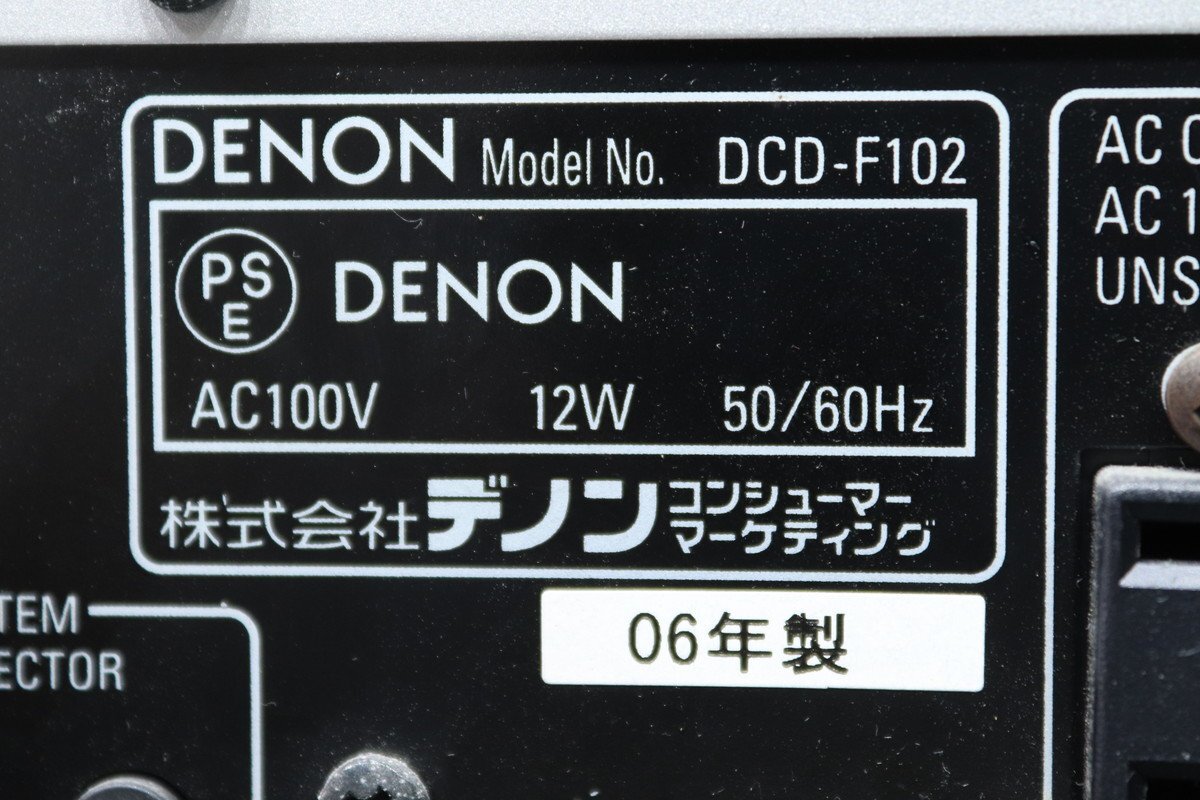 DENON Model No. DCD-F102
PSE DENON
AC100V 12W 50/60Hz
株式会社デノン コンシューマー
マーケティング
06年製
AC
AC 1
UNS
TEM
ECTOR